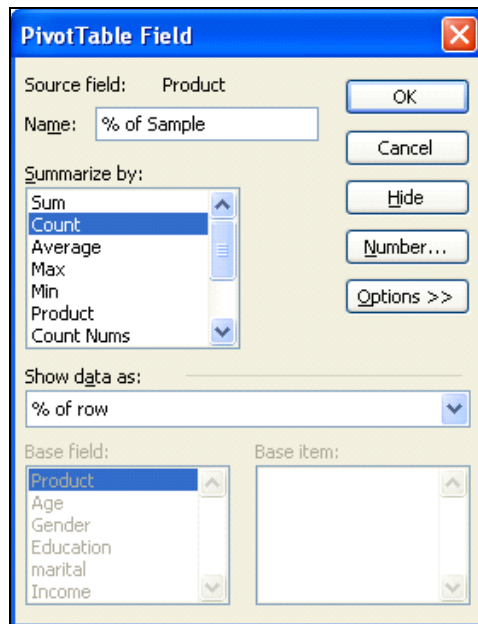 PivotTable Field
Source field: Product
OK
Name: % of Sample
Cancel
Summarize by:
Hide
Sum
Count
Average
Max
Min
Product
Count Nums
Number...
Options >>
Show data as:
% of row
Base field:
Base item:
Product
Age
Gender
Education
marital
Income